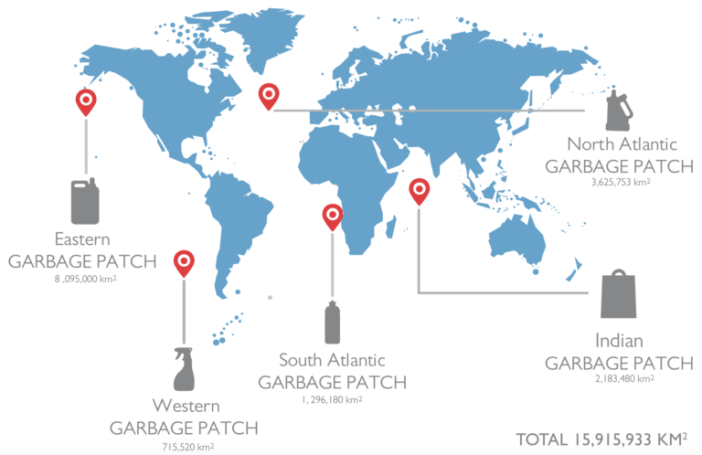 North Atlantic
GARBAGE PATCH
3,625,753 km²
Eastern
GARBAGE PATCH
8 ,095,000 km²
Indian
GARBAGE PATCH
2,183,480 km²
South Atlantic
GARBAGE PATCH
1, 296,180 km²
Western
GARBAGE PATCH
715,520 km²
TOTAL 15,915,933 KM²